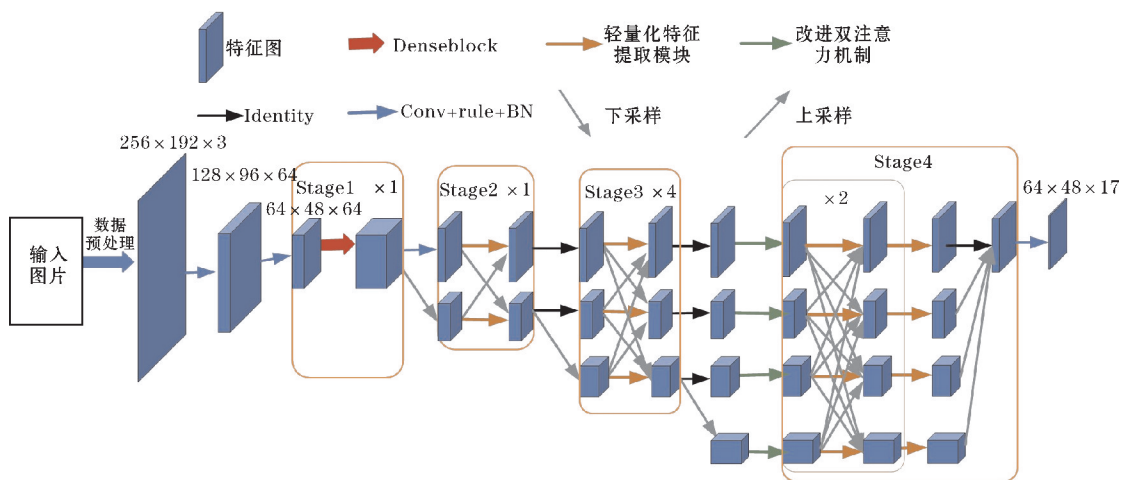 特征图
Denseblock
轻量化特征
提取模块
改进双注意
力机制
Identity
Conv+rule+BN
下采样
上采样
256×192×3
128×96×64
Stage1 ×1
64×48×64
Stage2 ×1
Stage3 ×4
Stage4
×2
64×48×17
数据
预处理
输入
图片